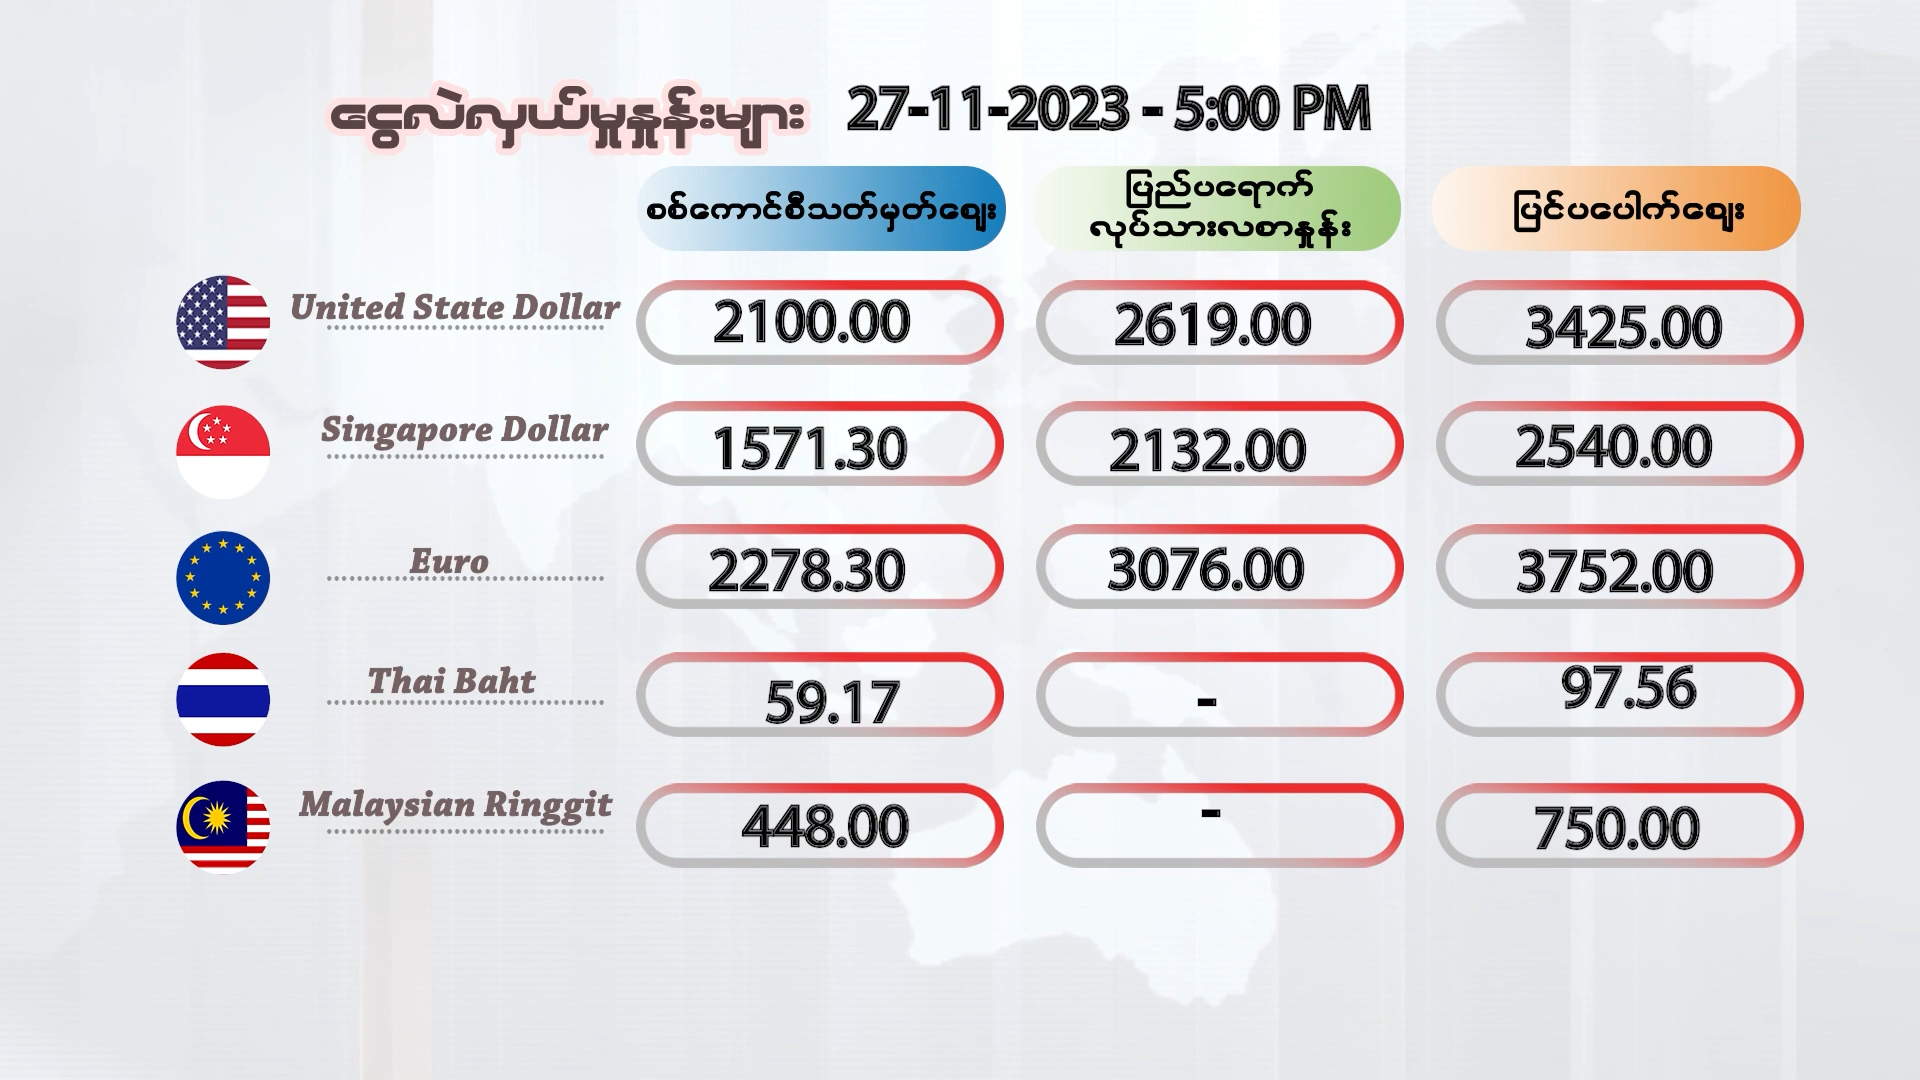 ငွေလဲလှယ်မှုနှုန်းများ 27-11-2023 - 5:00 PM
စစ်ကောင်စီသတ်မှတ်ဈေး
ပြည်ပရောက်
လုပ်သားလစာနှုန်း
ပြင်ပပေါက်ဈေး
United State Dollar 2100.00 2619.00 3425.00
Singapore Dollar 1571.30 2132.00 2540.00
Euro 2278.30 3076.00 3752.00
Thai Baht 59.17 - 97.56
Malaysian Ringgit 448.00 - 750.00